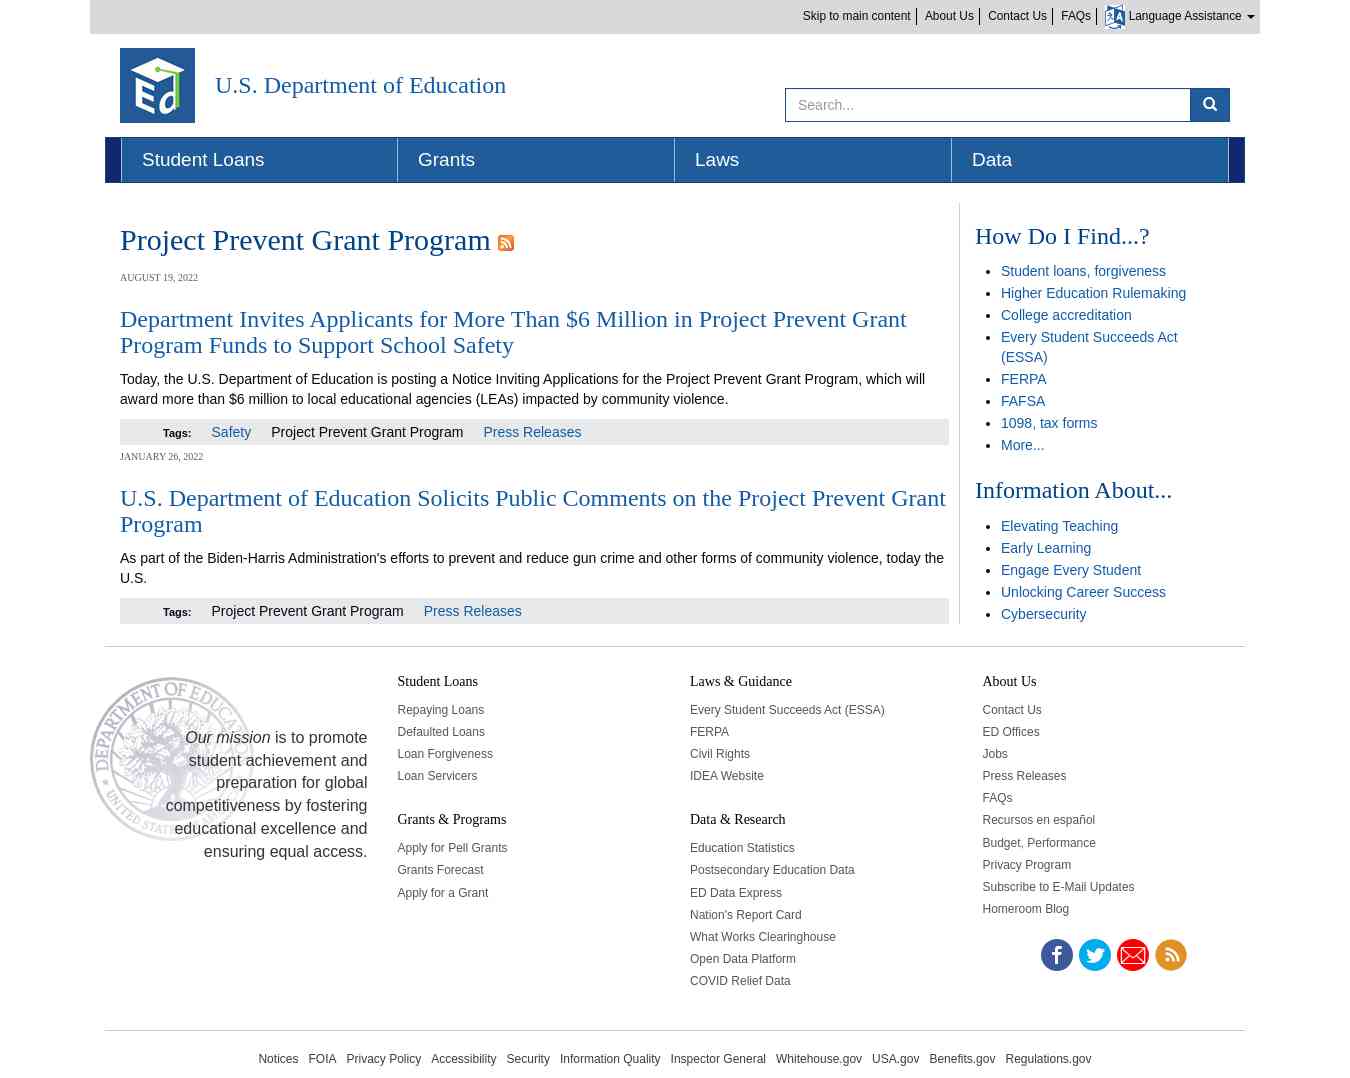 Skip to main content
About Us
Contact Us
FAQs
Language Assistance
U.S. Department of Education
Search...
Student Loans
Grants
Laws
Data
Project Prevent Grant Program
AUGUST 19, 2022
Department Invites Applicants for More Than $6 Million in Project Prevent Grant
Program Funds to Support School Safety
Today, the U.S. Department of Education is posting a Notice Inviting Applications for the Project Prevent Grant Program, which will
award more than $6 million to local educational agencies (LEAs) impacted by community violence.
Tags: Safety Project Prevent Grant Program Press Releases
JANUARY 26, 2022
U.S. Department of Education Solicits Public Comments on the Project Prevent Grant
Program
As part of the Biden-Harris Administration's efforts to prevent and reduce gun crime and other forms of community violence, today the
U.S.
Tags: Project Prevent Grant Program Press Releases
How Do I Find...?
Student loans, forgiveness
Higher Education Rulemaking
College accreditation
Every Student Succeeds Act
(ESSA)
FERPA
FAFSA
1098, tax forms
More...
Information About...
Elevating Teaching
Early Learning
Engage Every Student
Unlocking Career Success
Cybersecurity
Our mission is to promote
student achievement and
preparation for global
competitiveness by fostering
educational excellence and
ensuring equal access.
Student Loans
Repaying Loans
Defaulted Loans
Loan Forgiveness
Loan Servicers
Grants & Programs
Apply for Pell Grants
Grants Forecast
Apply for a Grant
Laws & Guidance
Every Student Succeeds Act (ESSA)
FERPA
Civil Rights
IDEA Website
Data & Research
Education Statistics
Postsecondary Education Data
ED Data Express
Nation's Report Card
What Works Clearinghouse
Open Data Platform
COVID Relief Data
About Us
Contact Us
ED Offices
Jobs
Press Releases
FAQs
Recursos en español
Budget, Performance
Privacy Program
Subscribe to E-Mail Updates
Homeroom Blog
Notices FOIA Privacy Policy Accessibility Security Information Quality Inspector General Whitehouse.gov USA.gov Benefits.gov Regulations.gov